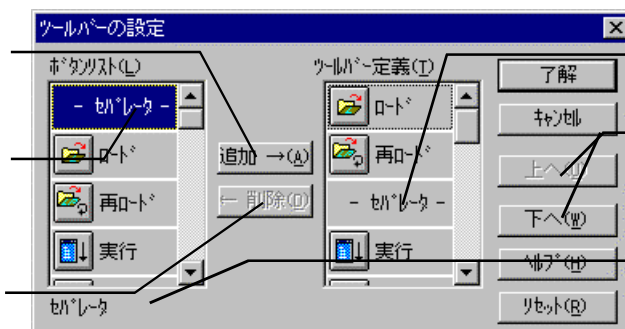 ツールバーの設定
ﾎﾞﾀﾝﾘｽﾄ(L)
- ｾﾊﾟﾚｰﾀ -
ﾛｰﾄﾞ
再ﾛｰﾄﾞ
実行
ｾﾊﾟﾚｰﾀ
追加 →(A)
← 削除(D)
ﾂｰﾙﾊﾞｰ定義(T)
ﾛｰﾄﾞ
再ﾛｰﾄﾞ
- ｾﾊﾟﾚｰﾀ -
実行
了解
ｷｬﾝｾﾙ
上へ(U)
下へ(W)
ﾍﾙﾌﾟ(H)
ﾘｾｯﾄ(R)